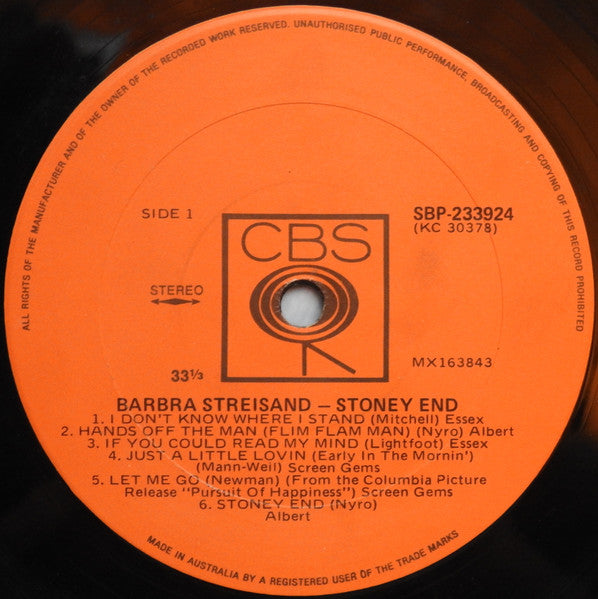 ALL RIGHTS OF THE MANUFACTURER AND OF THE OWNER OF THE RECORDED WORK RESERVED. UNAUTHORISED PUBLIC PERFORMANCE, BROADCASTING AND COPYING OF THIS RECORD PROHIBITED
SIDE 1
SBP-233924
(KC 30378)
CBS
STEREO
33⅓
MX163843
BARBRA STREISAND – STONEY END
1. I DON'T KNOW WHERE I STAND (Mitchell) Essex
2. HANDS OFF THE MAN (FLIM FLAM MAN) (Nyro) Albert
3. IF YOU COULD READ MY MIND (Lightfoot) Essex
4. JUST A LITTLE LOVIN (Early In The Mornin')
(Mann-Weil) Screen Gems
5. LET ME GO (Newman) (From the Columbia Picture
Release "Pursuit Of Happiness") Screen Gems
6. STONEY END (Nyro)
Albert
MADE IN AUSTRALIA BY A REGISTERED USER OF THE TRADE MARKS